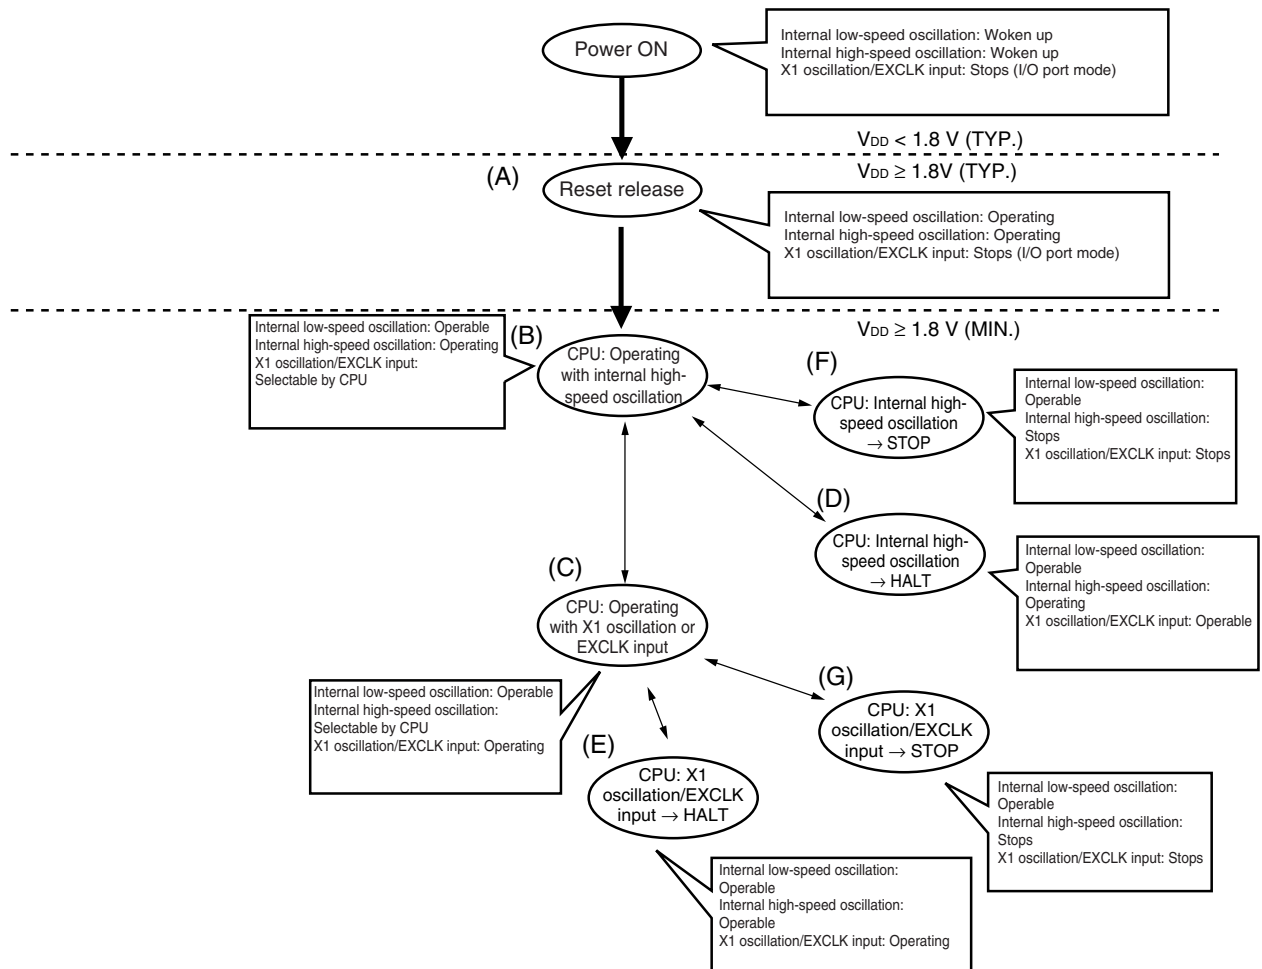 Power ON
Internal low-speed oscillation: Woken up
Internal high-speed oscillation: Woken up
X1 oscillation/EXCLK input: Stops (I/O port mode)
VDD < 1.8 V (TYP.)
VDD ≥ 1.8V (TYP.)
(A)
Reset release
Internal low-speed oscillation: Operating
Internal high-speed oscillation: Operating
X1 oscillation/EXCLK input: Stops (I/O port mode)
VDD ≥ 1.8 V (MIN.)
Internal low-speed oscillation: Operable
Internal high-speed oscillation: Operating
X1 oscillation/EXCLK input:
Selectable by CPU
(B)
CPU: Operating
with internal high-
speed oscillation
(F)
CPU: Internal high-
speed oscillation
→ STOP
Internal low-speed oscillation:
Operable
Internal high-speed oscillation:
Stops
X1 oscillation/EXCLK input: Stops
(D)
CPU: Internal high-
speed oscillation
→ HALT
Internal low-speed oscillation:
Operable
Internal high-speed oscillation:
Operating
X1 oscillation/EXCLK input: Operable
(C)
CPU: Operating
with X1 oscillation or
EXCLK input
Internal low-speed oscillation: Operable
Internal high-speed oscillation:
Selectable by CPU
X1 oscillation/EXCLK input: Operating
(G)
CPU: X1
oscillation/EXCLK
input → STOP
Internal low-speed oscillation:
Operable
Internal high-speed oscillation:
Stops
X1 oscillation/EXCLK input: Stops
(E)
CPU: X1
oscillation/EXCLK
input → HALT
Internal low-speed oscillation:
Operable
Internal high-speed oscillation:
Operable
X1 oscillation/EXCLK input: Operating